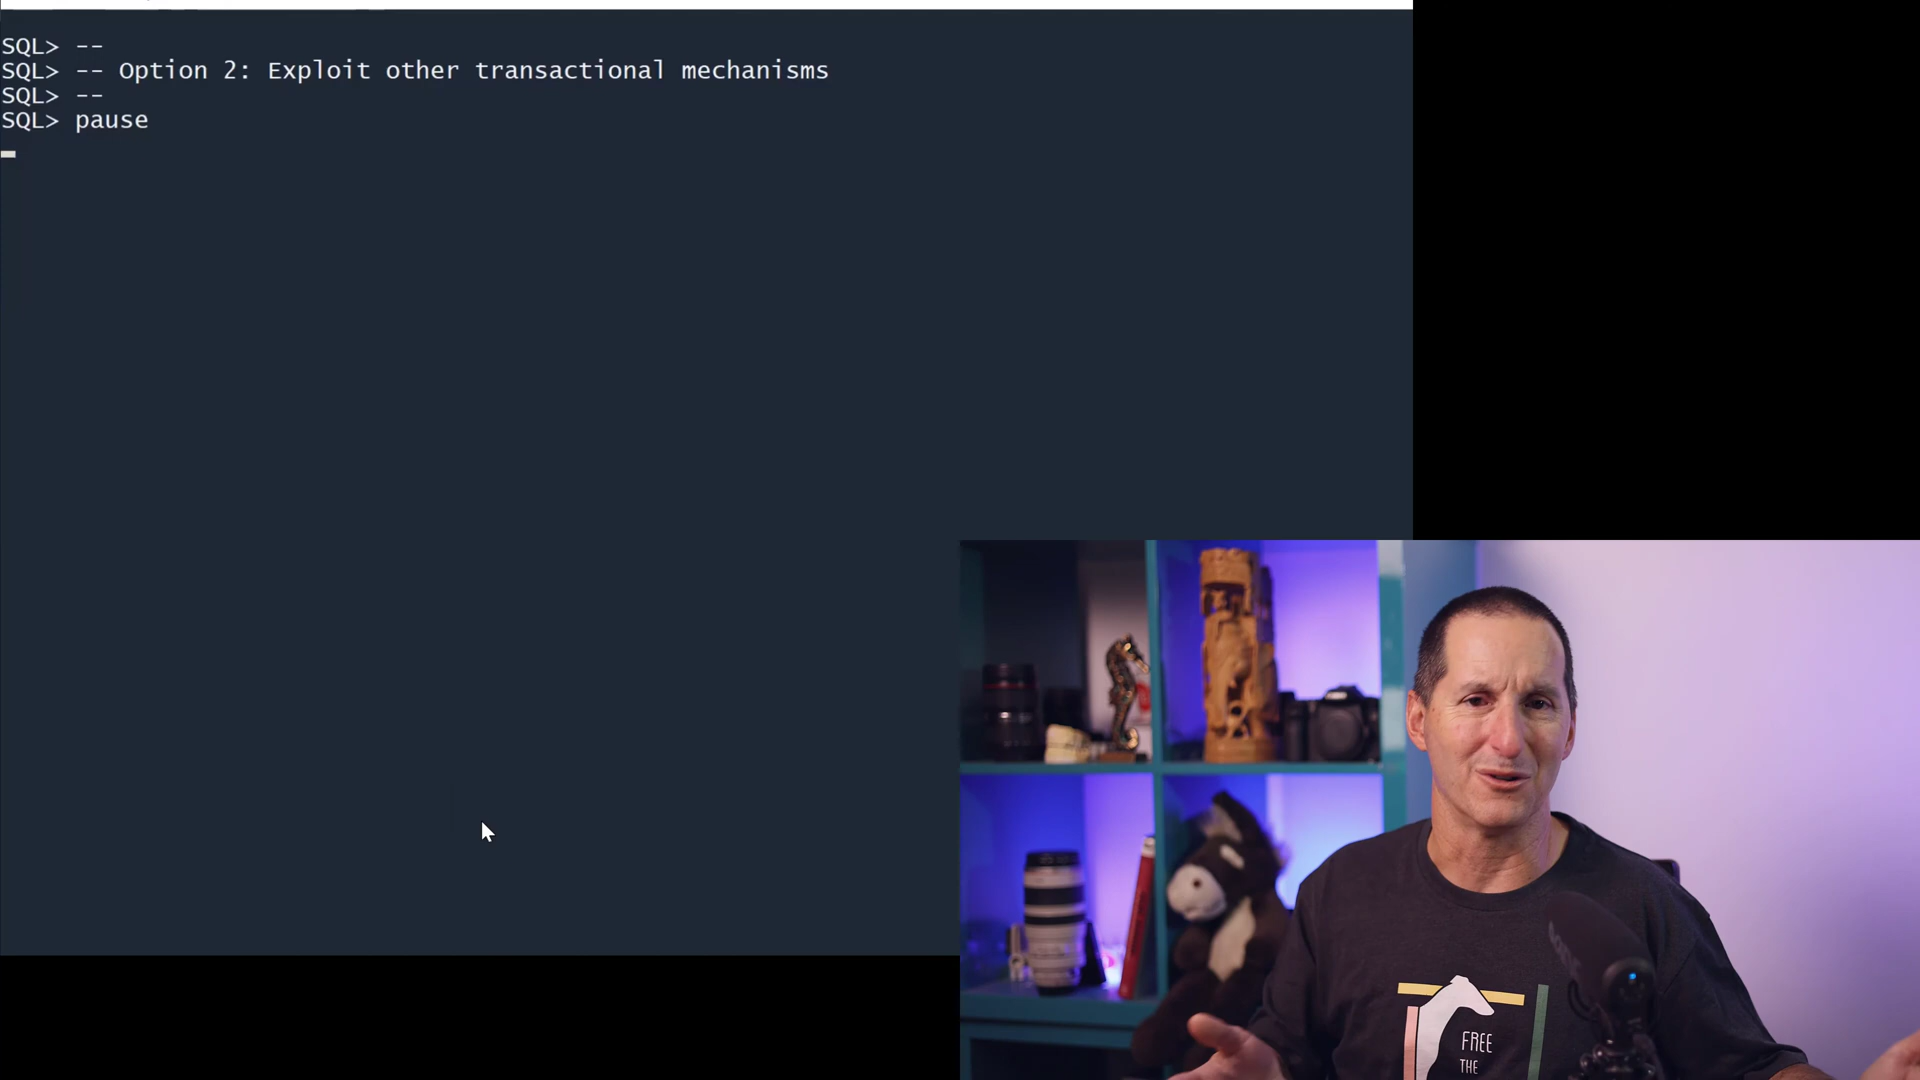 SQL> --
SQL> -- Option 2: Exploit other transactional mechanisms
SQL> --
SQL> pause
FREE
THE